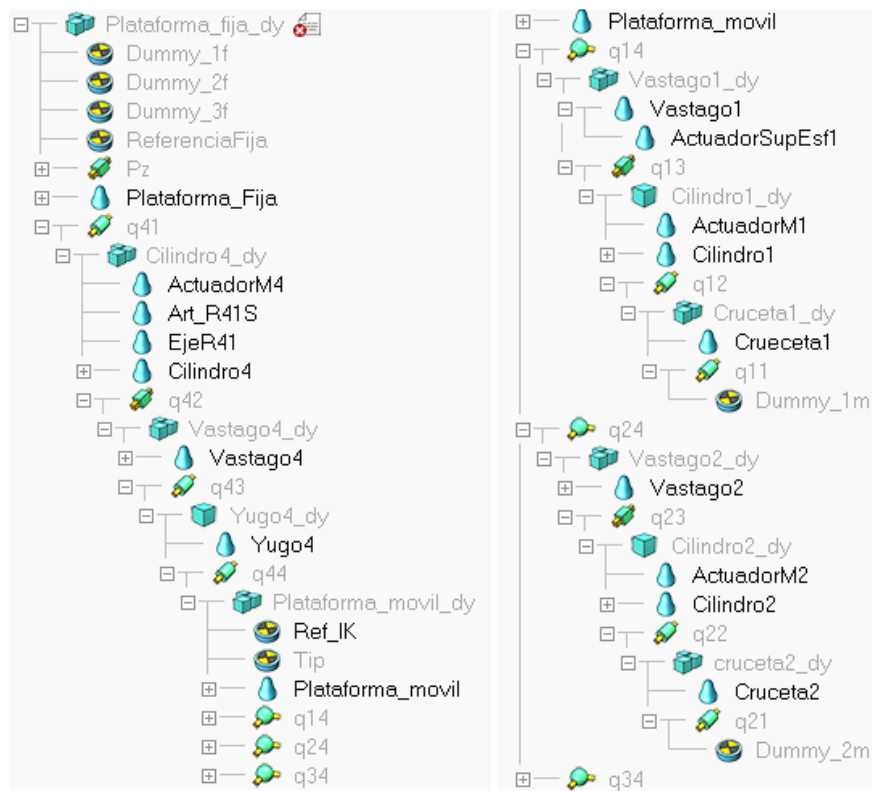 Plataforma_fija_dy
Dummy_1f
Dummy_2f
Dummy_3f
ReferenciaFija
Pz
Plataforma_Fija
q41
Cilindro4_dy
ActuadorM4
Art_R41S
EjeR41
Cilindro4
q42
Vastago4_dy
Vastago4
q43
Yugo4_dy
Yugo4
q44
Plataforma_movil_dy
Ref_IK
Tip
Plataforma_movil
q14
q24
q34
Plataforma_movil
q14
Vastago1_dy
Vastago1
ActuadorSupEsf1
q13
Cilindro1_dy
ActuadorM1
Cilindro1
q12
Cruceta1_dy
Crueceta1
q11
Dummy_1m
q24
Vastago2_dy
Vastago2
q23
Cilindro2_dy
ActuadorM2
Cilindro2
q22
cruceta2_dy
Cruceta2
q21
Dummy_2m
q34